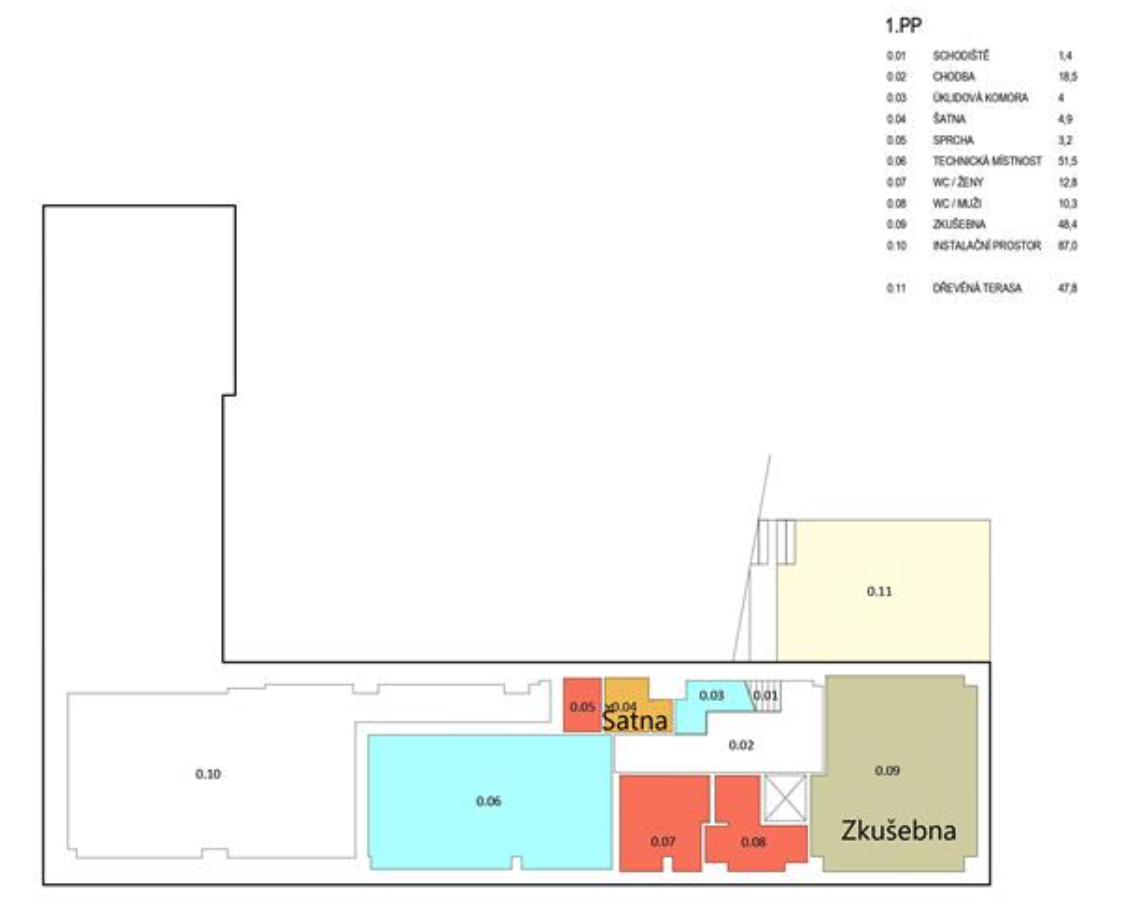 1.PP
0.01 SCHODIŠTĚ 1,4
0.02 CHODBA 18,5
0.03 ÚKLIDOVÁ KOMORA 4
0.04 ŠATNA 4,9
0.05 SPRCHA 3,2
0.06 TECHNICKÁ MÍSTNOST 51,5
0.07 WC / ŽENY 12,8
0.08 WC / MUŽI 10,3
0.09 ZKUŠEBNA 48,4
0.10 INSTALAČNÍ PROSTOR 87,0
0.11 DŘEVĚNÁ TERASA 47,8
0.11
0.05
0.04
0.03
0.01
Šatna
0.02
0.10
0.06
0.09
0.07
0.08
Zkušebna